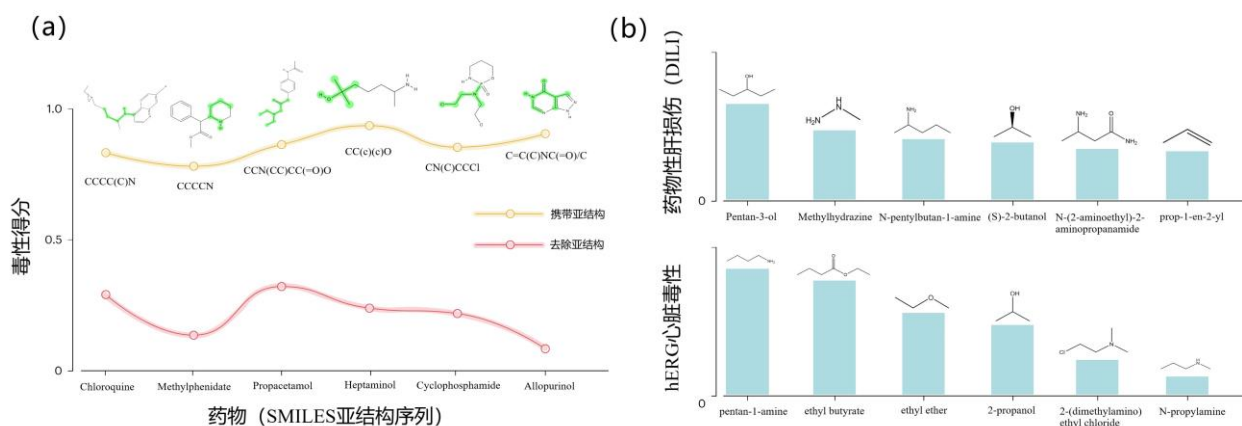 (a)
毒性得分
1.0
0.5
0
CCCC(C)N
CCCCN
CCN(CC)CC(=O)O
CC(c)(c)O
CN(C)CCCl
C=C(C)NC(=O)/C
携带亚结构
去除亚结构
Chloroquine
Methylphenidate
Propacetamol
Heptaminol
Cyclophosphamide
Allopurinol
药物（SMILES亚结构序列）
(b)
药物性肝损伤（DILI）
0
OH
H₂N
H
N
NH₂
OH
NH₂
O
NH₂
Pentan-3-ol
Methylhydrazine
N-pentylbutan-1-amine
(S)-2-butanol
N-(2-aminoethyl)-2-
aminopropanamide
prop-1-en-2-yl
hERG心脏毒性
0
NH₂
O
O
O
OH
Cl
N
H
N
pentan-1-amine
ethyl butyrate
ethyl ether
2-propanol
2-(dimethylamino)
ethyl chloride
N-propylamine